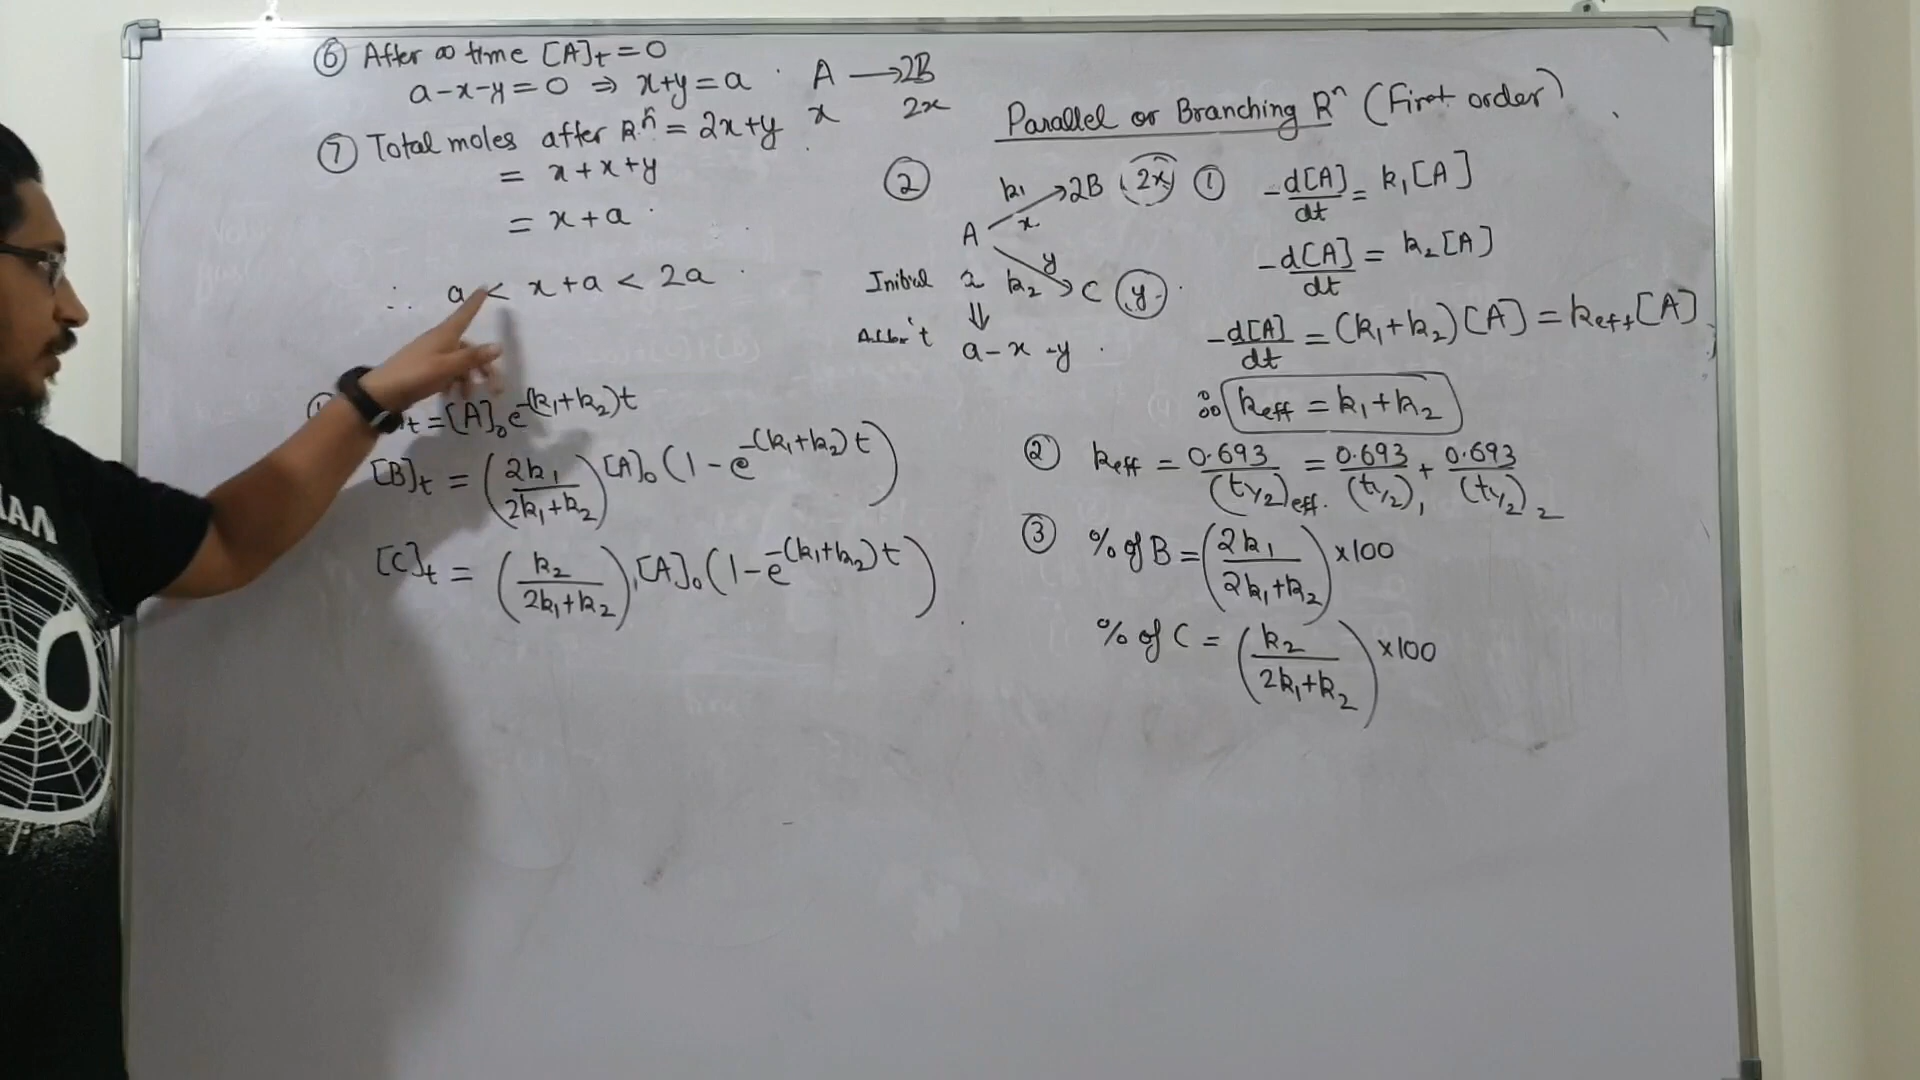 ⑥ After ∞ time [A]t = 0
a-x-y = 0 ⇒ x+y = a
A → 2B
x 2x
⑦ Total moles after Rⁿ = 2x+y
= x+x+y
= x+a
∴ a < x+a < 2a
t = [A]₀ e^-(k₁+k₂)t
[B]t = (2k₁/2k₁+k₂) [A]₀ (1 - e^-(k₁+k₂)t)
[C]t = (k₂/2k₁+k₂) [A]₀ (1 - e^-(k₁+k₂)t)
Parallel or Branching Rⁿ (First order)
②
k₁ → 2B (2x)
A x
y
Initial a k₂ → C (y)
⇓
After t a-x-y
① -d[A]/dt = k₁[A]
-d[A]/dt = k₂[A]
-d[A]/dt = (k₁+k₂)[A] = keff[A]
∴ keff = k₁+k₂
② keff = 0.693/(t1/2)eff. = 0.693/(t1/2)₁ + 0.693/(t1/2)₂
③ % of B = (2k₁/2k₁+k₂) ×100
% of C = (k₂/2k₁+k₂) ×100